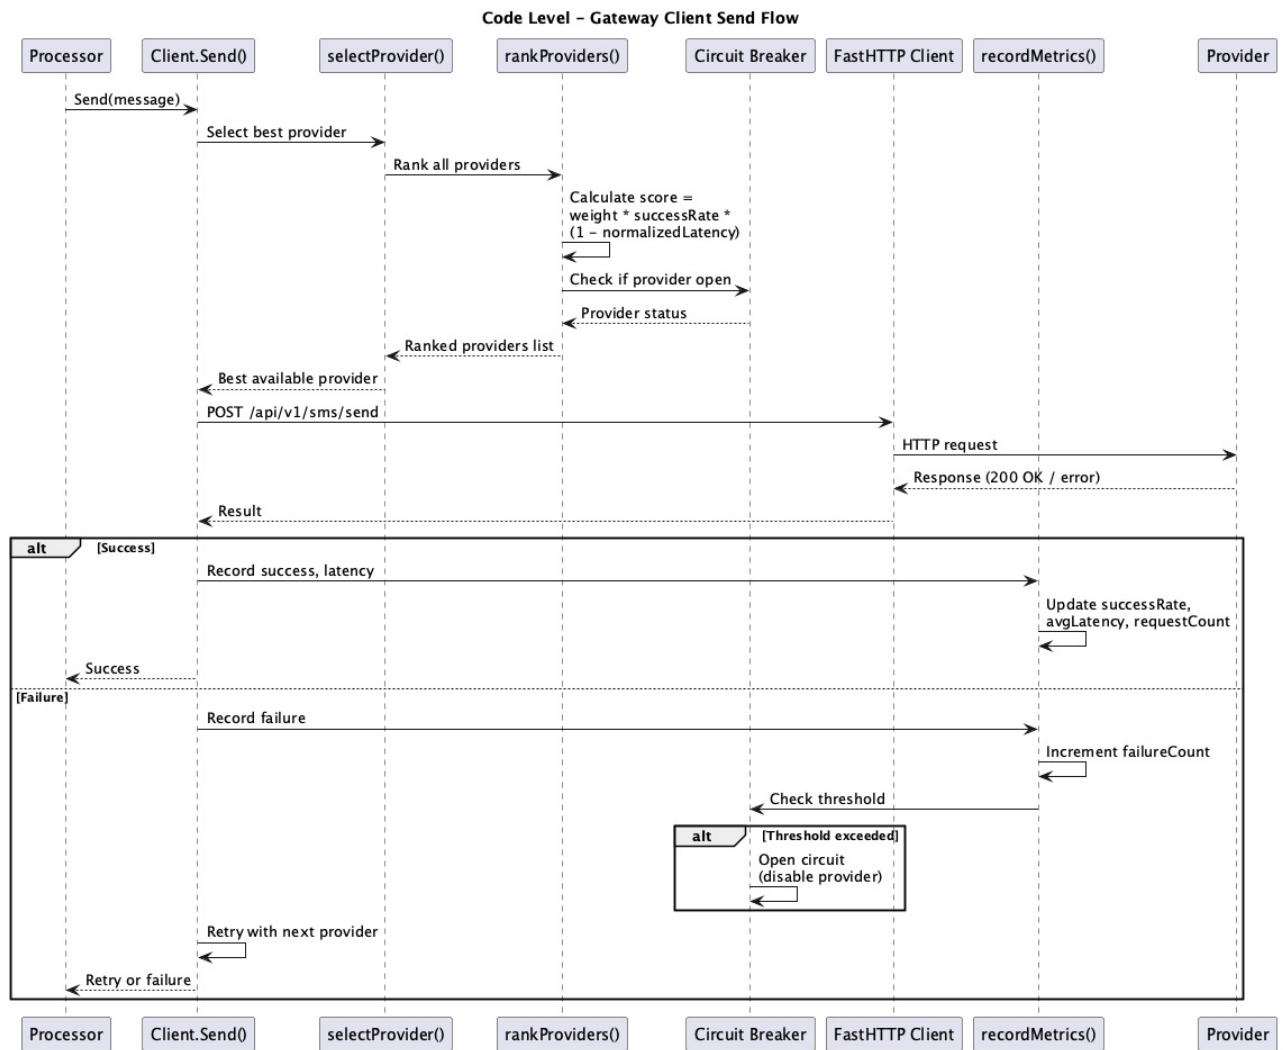 Code Level – Gateway Client Send Flow
Processor
Client.Send()
selectProvider()
rankProviders()
Circuit Breaker
FastHTTP Client
recordMetrics()
Provider
Send(message)
Select best provider
Rank all providers
Calculate score =
weight * successRate *
(1 – normalizedLatency)
Check if provider open
Provider status
Ranked providers list
Best available provider
POST /api/v1/sms/send
HTTP request
Response (200 OK / error)
Result
alt [Success]
Record success, latency
Update successRate,
avgLatency, requestCount
Success
[Failure]
Record failure
Increment failureCount
Check threshold
alt [Threshold exceeded]
Open circuit
(disable provider)
Retry with next provider
Retry or failure
Processor
Client.Send()
selectProvider()
rankProviders()
Circuit Breaker
FastHTTP Client
recordMetrics()
Provider